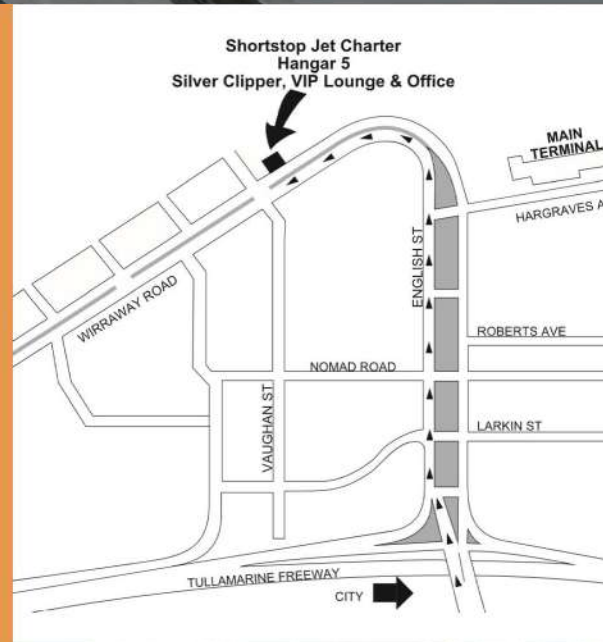 Shortstop Jet Charter
Hangar 5
Silver Clipper, VIP Lounge & Office
MAIN
TERMINAL
HARGRAVES A
ENGLISH ST
WIRRAWAY ROAD
ROBERTS AVE
NOMAD ROAD
VAUGHAN ST
LARKIN ST
TULLAMARINE FREEWAY
CITY